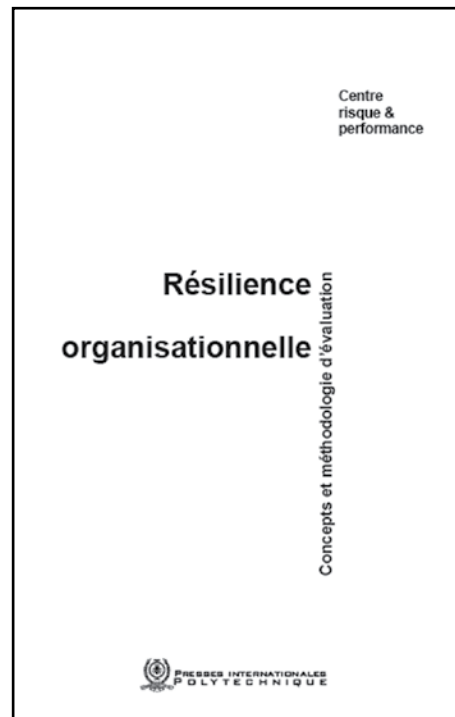 Centre
risque &
performance
Résilience
organisationnelle
Concepts et méthodologie d'évaluation
PRESSES INTERNATIONALES
POLYTECHNIQUE